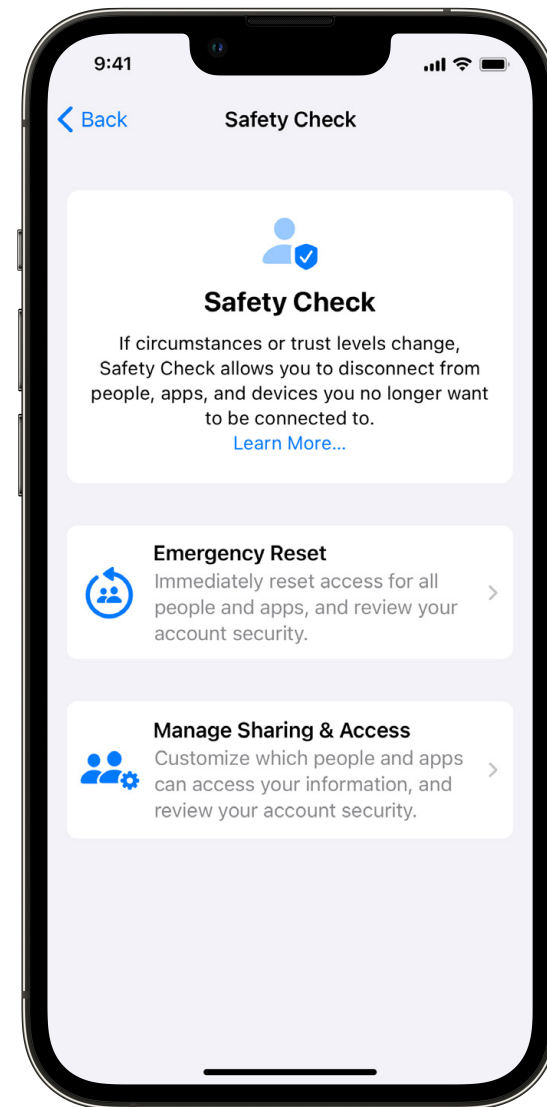 9:41
Back
Safety Check
Safety Check
If circumstances or trust levels change,
Safety Check allows you to disconnect from
people, apps, and devices you no longer want
to be connected to.
Learn More...
Emergency Reset
Immediately reset access for all
people and apps, and review your
account security.
Manage Sharing & Access
Customize which people and apps
can access your information, and
review your account security.